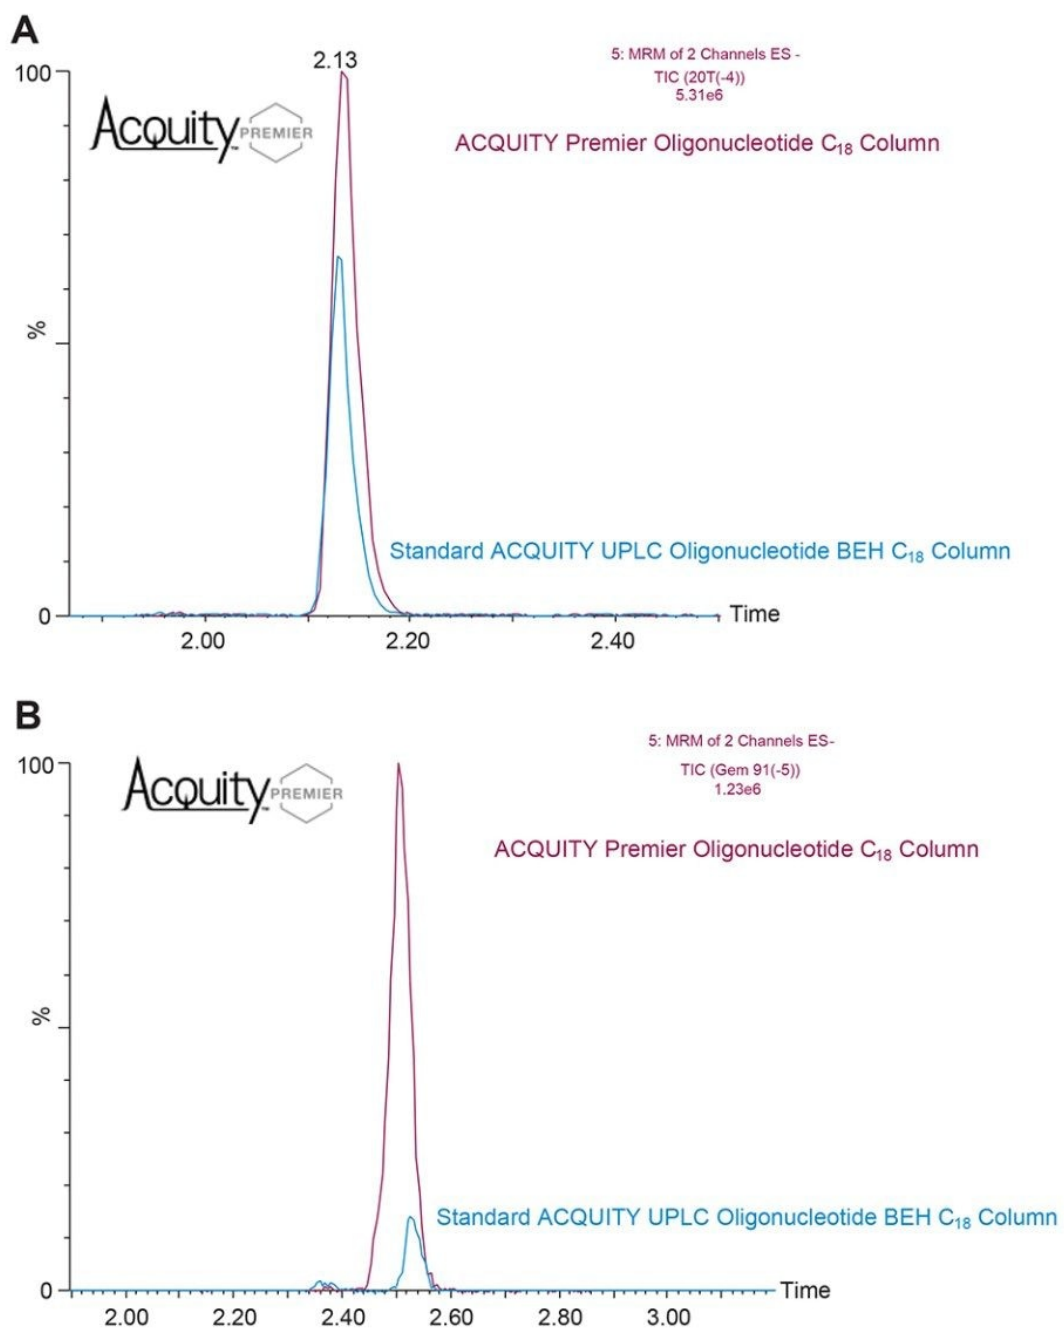 A
2.13
5: MRM of 2 Channels ES -
TIC (20T(-4))
5.31e6
100
Acquity™ PREMIER
ACQUITY Premier Oligonucleotide C₁₈ Column
%
Standard ACQUITY UPLC Oligonucleotide BEH C₁₈ Column
0
Time
2.00 2.20 2.40
B
5: MRM of 2 Channels ES-
100
TIC (Gem 91(-5))
1.23e6
Acquity™ PREMIER
ACQUITY Premier Oligonucleotide C₁₈ Column
%
Standard ACQUITY UPLC Oligonucleotide BEH C₁₈ Column
0
Time
2.00 2.20 2.40 2.60 2.80 3.00